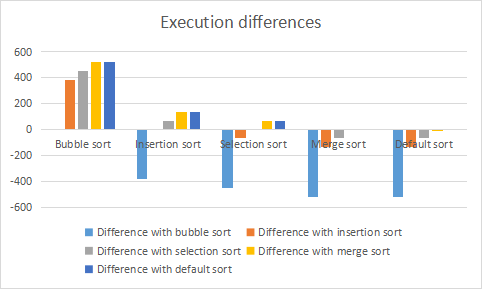 Execution differences
600
400
200
0
-200
-400
-600
Bubble sort Insertion sort Selection sort Merge sort Default sort
Difference with bubble sort Difference with insertion sort
Difference with selection sort Difference with merge sort
Difference with default sort